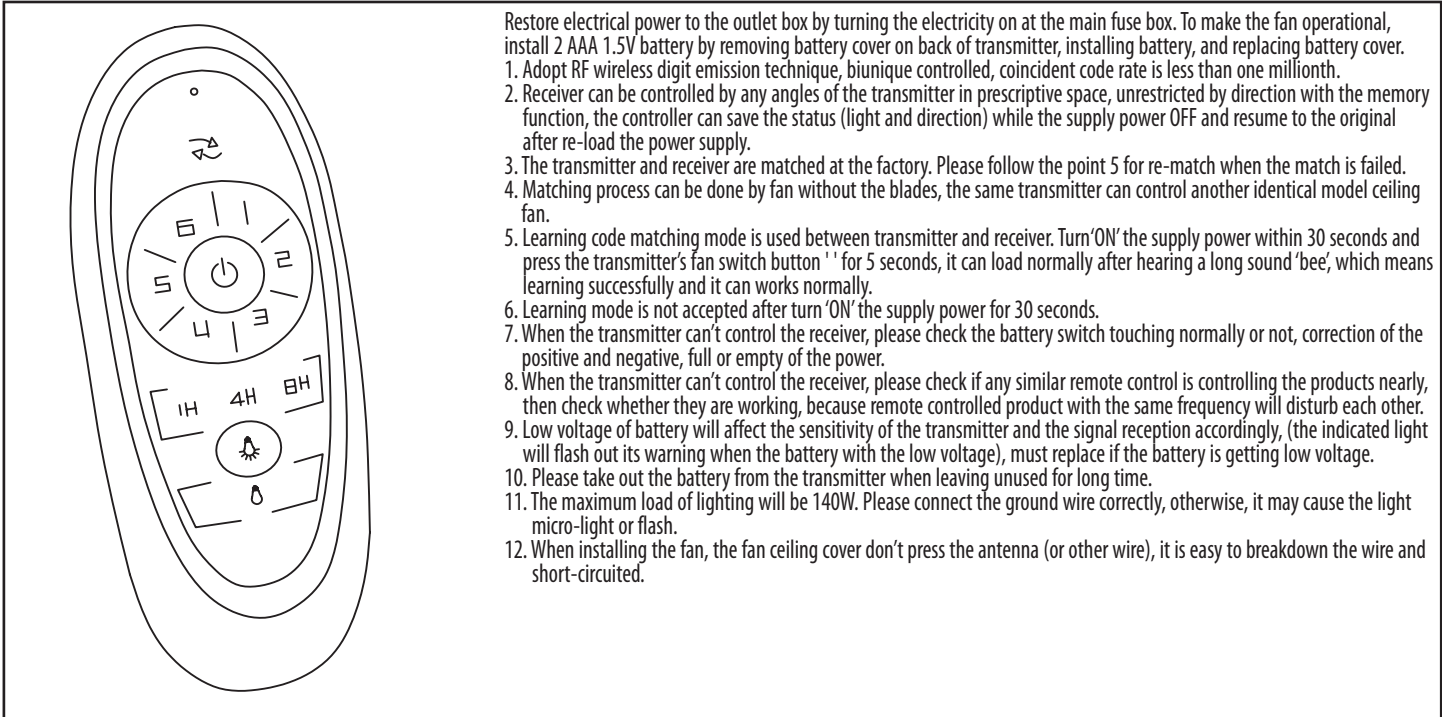 Restore electrical power to the outlet box by turning the electricity on at the main fuse box. To make the fan operational,
install 2 AAA 1.5V battery by removing battery cover on back of transmitter, installing battery, and replacing battery cover.
1. Adopt RF wireless digit emission technique, biunique controlled, coincident code rate is less than one millionth.
2. Receiver can be controlled by any angles of the transmitter in prescriptive space, unrestricted by direction with the memory
function, the controller can save the status (light and direction) while the supply power OFF and resume to the original
after re-load the power supply.
3. The transmitter and receiver are matched at the factory. Please follow the point 5 for re-match when the match is failed.
4. Matching process can be done by fan without the blades, the same transmitter can control another identical model ceiling
fan.
5. Learning code matching mode is used between transmitter and receiver. Turn 'ON' the supply power within 30 seconds and
press the transmitter's fan switch button ' ' for 5 seconds, it can load normally after hearing a long sound 'bee', which means
learning successfully and it can works normally.
6. Learning mode is not accepted after turn 'ON' the supply power for 30 seconds.
7. When the transmitter can't control the receiver, please check the battery switch touching normally or not, correction of the
positive and negative, full or empty of the power.
8. When the transmitter can't control the receiver, please check if any similar remote control is controlling the products nearly,
then check whether they are working, because remote controlled product with the same frequency will disturb each other.
9. Low voltage of battery will affect the sensitivity of the transmitter and the signal reception accordingly, (the indicated light
will flash out its warning when the battery with the low voltage), must replace if the battery is getting low voltage.
10. Please take out the battery from the transmitter when leaving unused for long time.
11. The maximum load of lighting will be 140W. Please connect the ground wire correctly, otherwise, it may cause the light
micro-light or flash.
12. When installing the fan, the fan ceiling cover don't press the antenna (or other wire), it is easy to breakdown the wire and
short-circuited.
6 1
5 2
4 3
1H 4H 8H